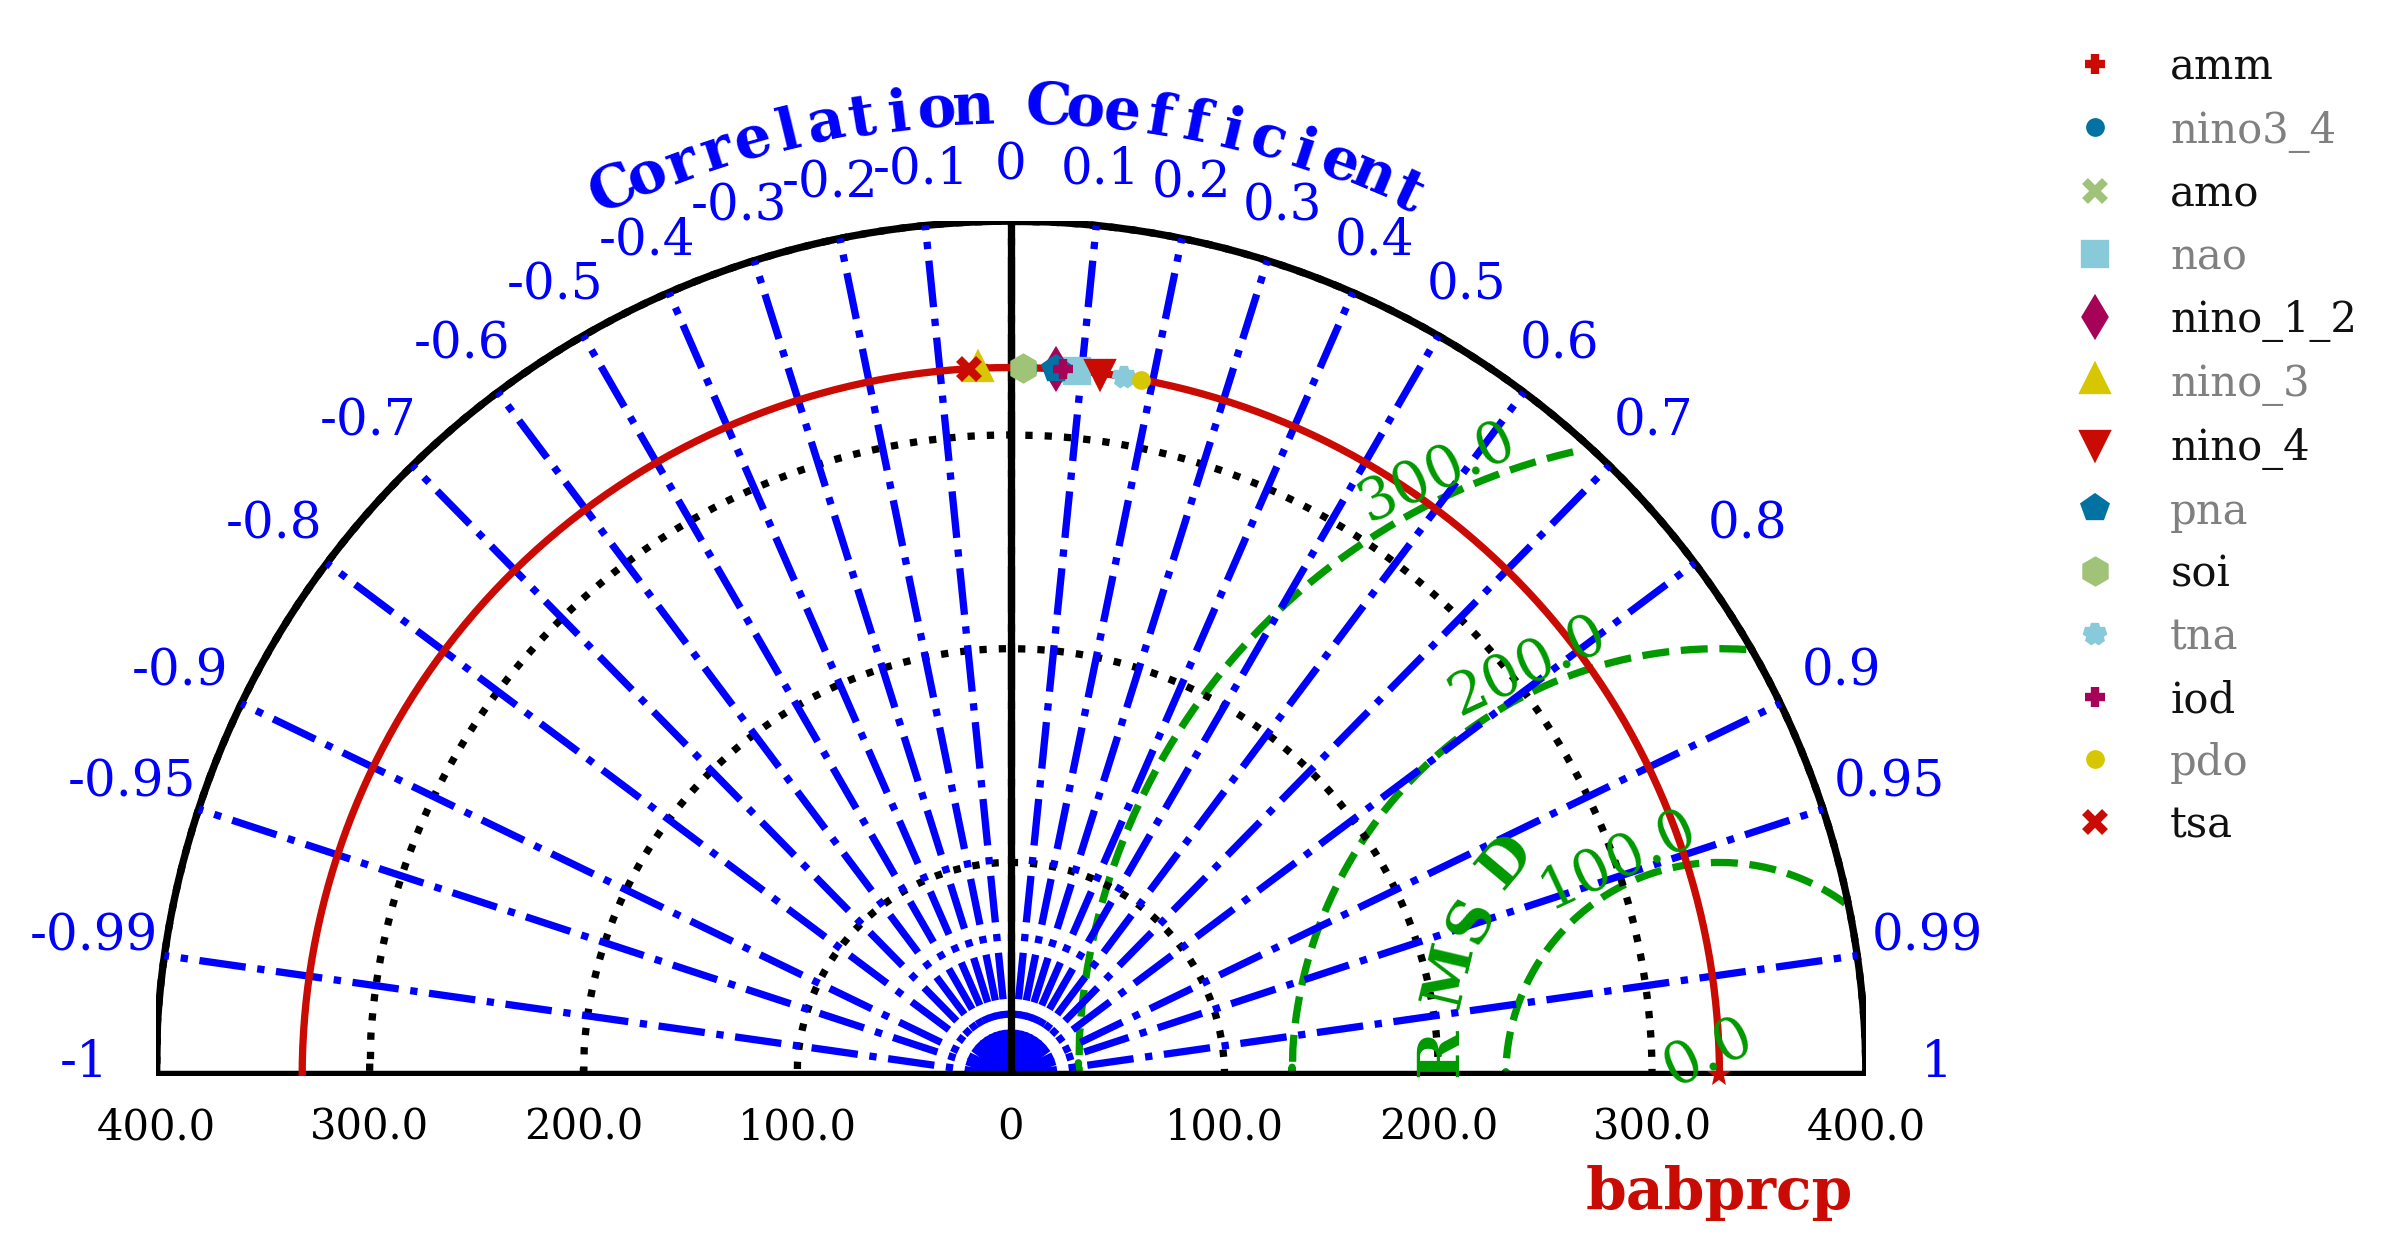 Correlation Coefficient
-1
-0.99
-0.95
-0.9
-0.8
-0.7
-0.6
-0.5
-0.4
-0.3
-0.2
-0.1
0
0.1
0.2
0.3
0.4
0.5
0.6
0.7
0.8
0.9
0.95
0.99
1
300.0
200.0
100.0
0.0
RMSD
400.0 300.0 200.0 100.0 0 100.0 200.0 300.0 400.0
babprcp
amm
nino3_4
amo
nao
nino_1_2
nino_3
nino_4
pna
soi
tna
iod
pdo
tsa